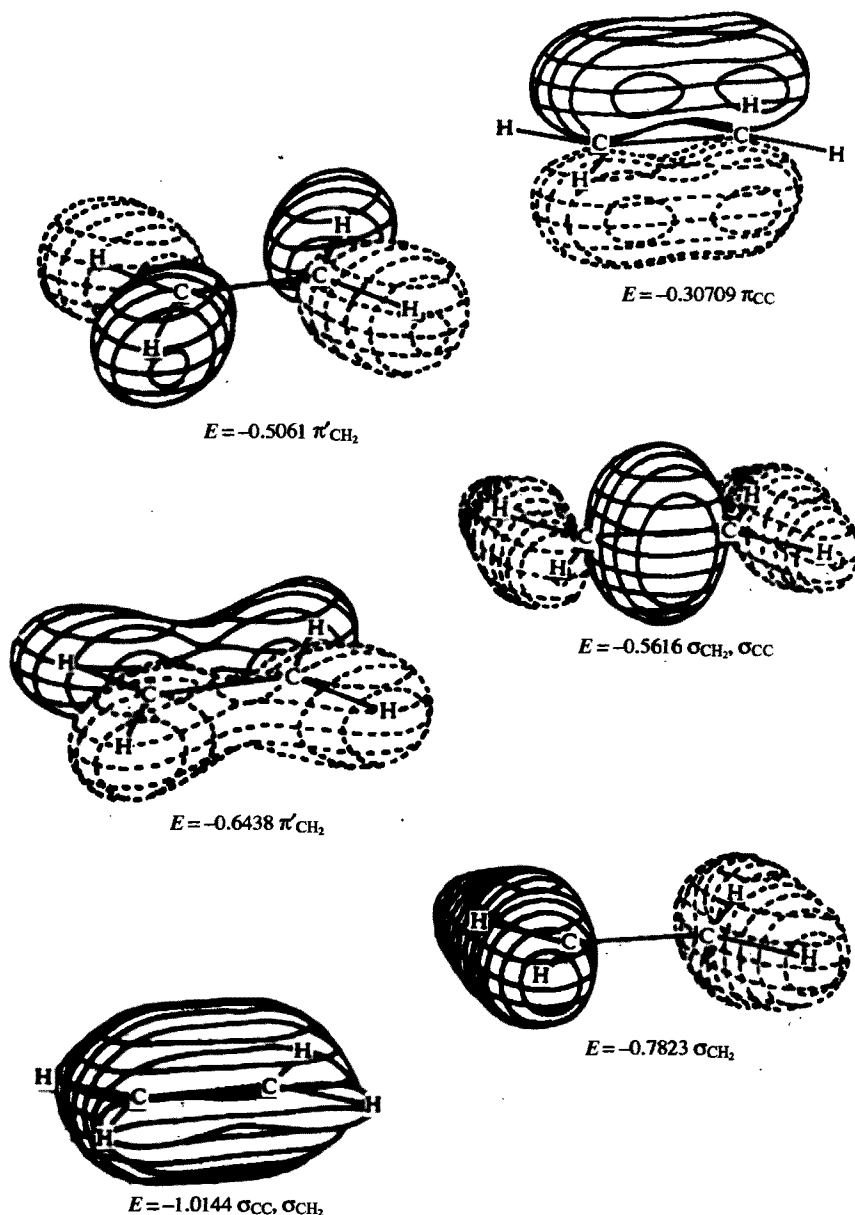 H
H
C
C
H
H
E = –0.30709 πCC
H
H
C
C
H
H
E = –0.5061 π′CH₂
H
H
C
C
H
H
E = –0.5616 σCH₂, σCC
H
H
C
C
H
H
E = –0.6438 π′CH₂
H
H
C
C
H
H
E = –0.7823 σCH₂
H
H
C
C
H
H
E = –1.0144 σCC, σCH₂